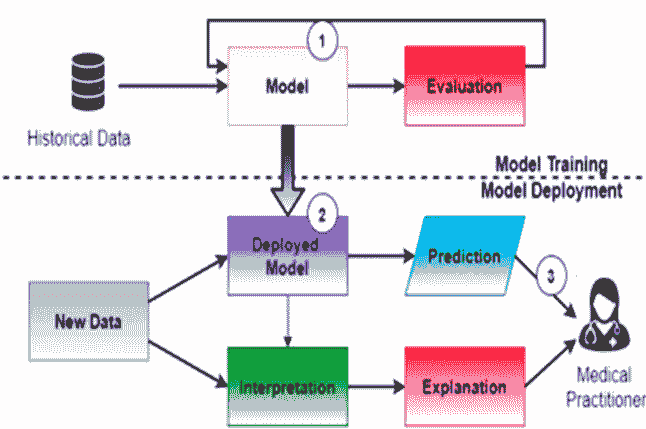 1
Model
Evaluation
Historical Data
Model Training
Model Deployment
2
Deployed
Model
Prediction
3
New Data
Interpretation
Explanation
Medical
Practitioner